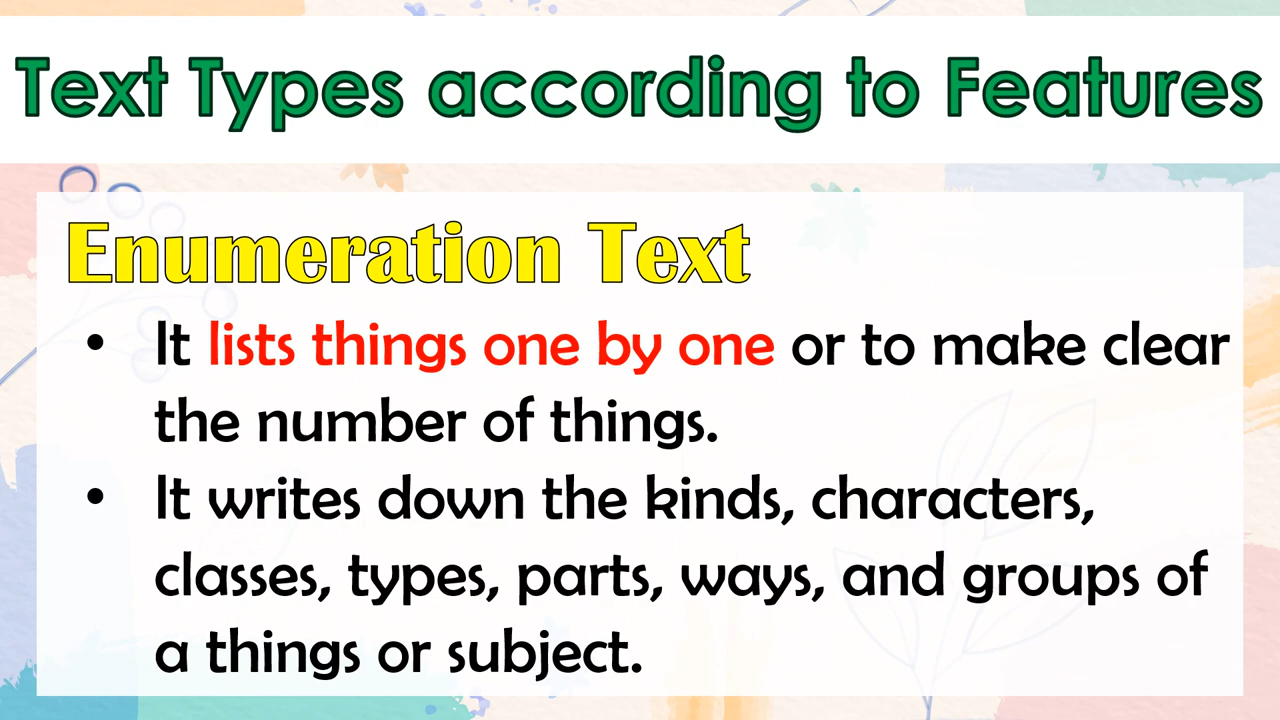 Text Types according to Features
Enumeration Text
• It lists things one by one or to make clear
the number of things.
• It writes down the kinds, characters,
classes, types, parts, ways, and groups of
a things or subject.